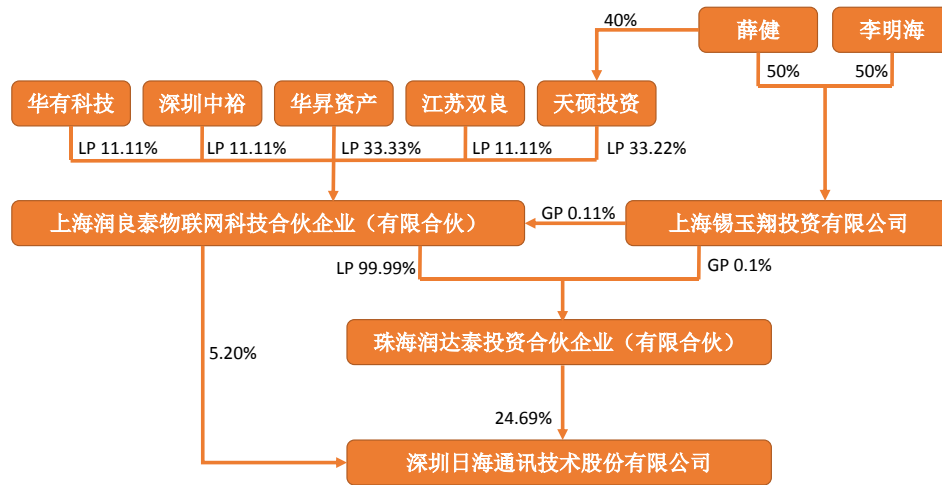 40%
薛健
李明海
50%
50%
华有科技
深圳中裕
华昇资产
江苏双良
天硕投资
LP 11.11%
LP 11.11%
LP 33.33%
LP 11.11%
LP 33.22%
上海润良泰物联网科技合伙企业（有限合伙）
GP 0.11%
上海锡玉翔投资有限公司
LP 99.99%
GP 0.1%
珠海润达泰投资合伙企业（有限合伙）
5.20%
24.69%
深圳日海通讯技术股份有限公司